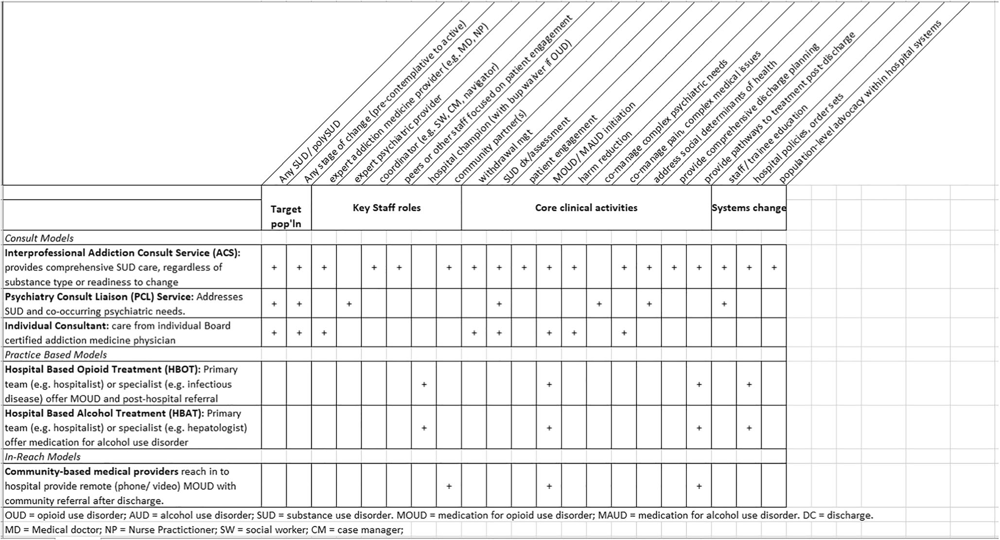 Any SUD/ polySUD
Any stage of change (pre-contemplative to active)
expert addiction medicine provider (e.g. MD, NP)
expert psychiatric provider
coordinator (e.g. SW, CM, navigator)
peers or other staff focused on patient engagement
hospital champion (with bup waiver if OUD)
community partner(s)
withdrawal mgt
SUD dx/assessment
patient engagement
MOUD/ MAUD initiation
harm reduction
co-manage complex psychiatric needs
co-manage pain, complex medical issues
address social determinants of health
provide comprehensive discharge planning
provide pathways to treatment post-discharge
staff/ trainee education
hospital policies, order sets
population-level advocacy within hospital systems
Target
pop'ln
Key Staff roles
Core clinical activities
Systems change
Consult Models
Interprofessional Addiction Consult Service (ACS):
provides comprehensive SUD care, regardless of
substance type or readiness to change
+ + + + + + + + + + + + + + + + + +
Psychiatry Consult Liaison (PCL) Service: Addresses
SUD and co-occurring psychiatric needs.
+ + + + + + +
Individual Consultant: care from individual Board
certified addiction medicine physician
+ + + + + + + +
Practice Based Models
Hospital Based Opioid Treatment (HBOT): Primary
team (e.g. hospitalist) or specialist (e.g. infectious
disease) offer MOUD and post-hospital referral
+ + + +
Hospital Based Alcohol Treatment (HBAT): Primary
team (e.g. hospitalist) or specialist (e.g. hepatologist)
offer medication for alcohol use disorder
+ + + +
In-Reach Models
Community-based medical providers reach in to
hospital provide remote (phone/ video) MOUD with
community referral after discharge.
+ + +
OUD = opioid use disorder; AUD = alcohol use disorder; SUD = substance use disorder. MOUD = medication for opioid use disorder; MAUD = medication for alcohol use disorder. DC = discharge.
MD = Medical doctor; NP = Nurse Practictioner; SW = social worker; CM = case manager;